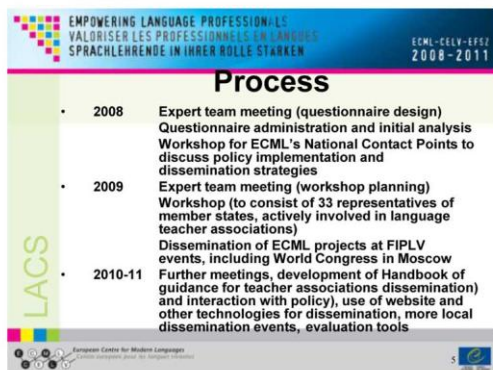 EMPOWERING LANGUAGE PROFESSIONALS
VALORISER LES PROFESSIONNELS EN LANGUES
SPRACHLEHRENDE IN IHRER ROLLE STÄRKEN
ECML-CELV-EFSZ
2008-2011
Process
• 2008 Expert team meeting (questionnaire design)
Questionnaire administration and initial analysis
Workshop for ECML's National Contact Points to
discuss policy implementation and
dissemination strategies
• 2009 Expert team meeting (workshop planning)
Workshop (to consist of 33 representatives of
member states, actively involved in language
teacher associations)
Dissemination of ECML projects at FIPLV
events, including World Congress in Moscow
• 2010-11 Further meetings, development of Handbook of
guidance for teacher associations dissemination)
and interaction with policy), use of website and
other technologies for dissemination, more local
dissemination events, evaluation tools
LACS
ECML
CELV
European Centre for Modern Languages
Centre européen pour les langues vivantes
5